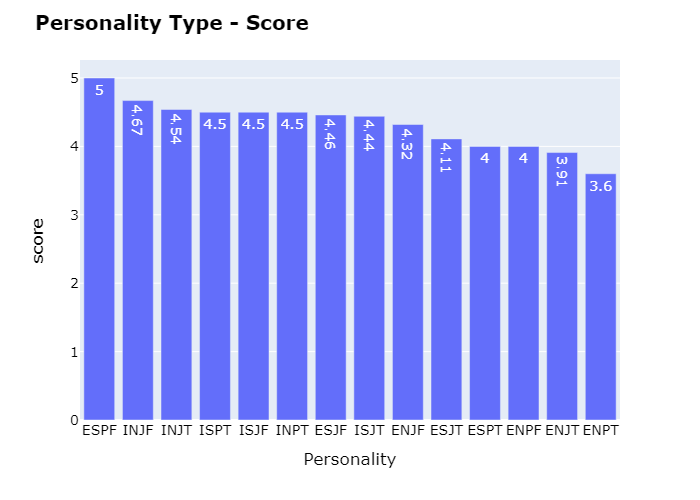 Personality Type - Score
score
5
4
3
2
1
0
5 4.67 4.54 4.5 4.5 4.5 4.46 4.44 4.32 4.11 4 4 3.91 3.6
ESPF INJF INJT ISPT ISJF INPT ESJF ISJT ENJF ESJT ESPT ENPF ENJT ENPT
Personality